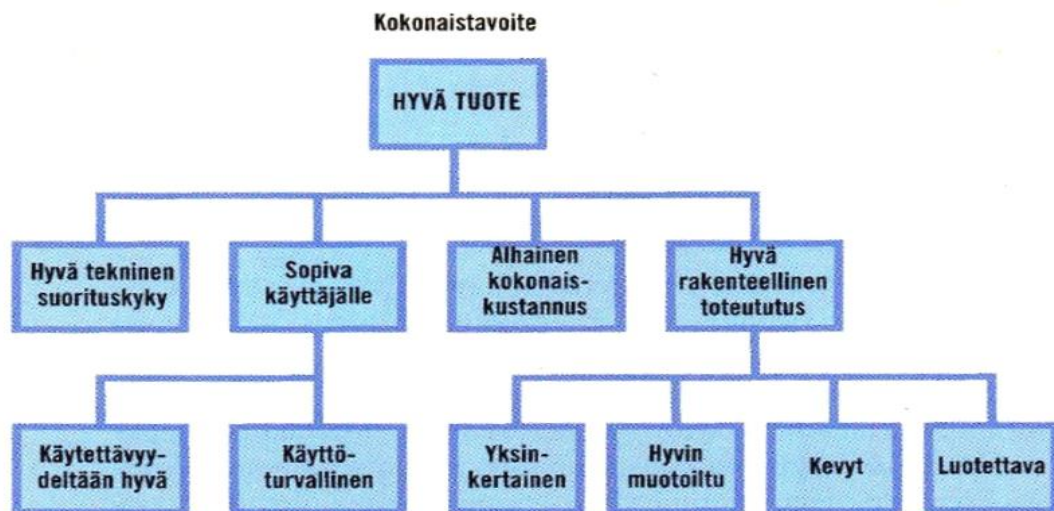 Kokonaistavoite
HYVÄ TUOTE
Hyvä tekninen
suorituskyky
Sopiva
käyttäjälle
Alhainen
kokonais-
kustannus
Hyvä
rakenteellinen
toteututus
Käytettävyy-
deltään hyvä
Käyttö-
turvallinen
Yksin-
kertainen
Hyvin
muotoiltu
Kevyt
Luotettava